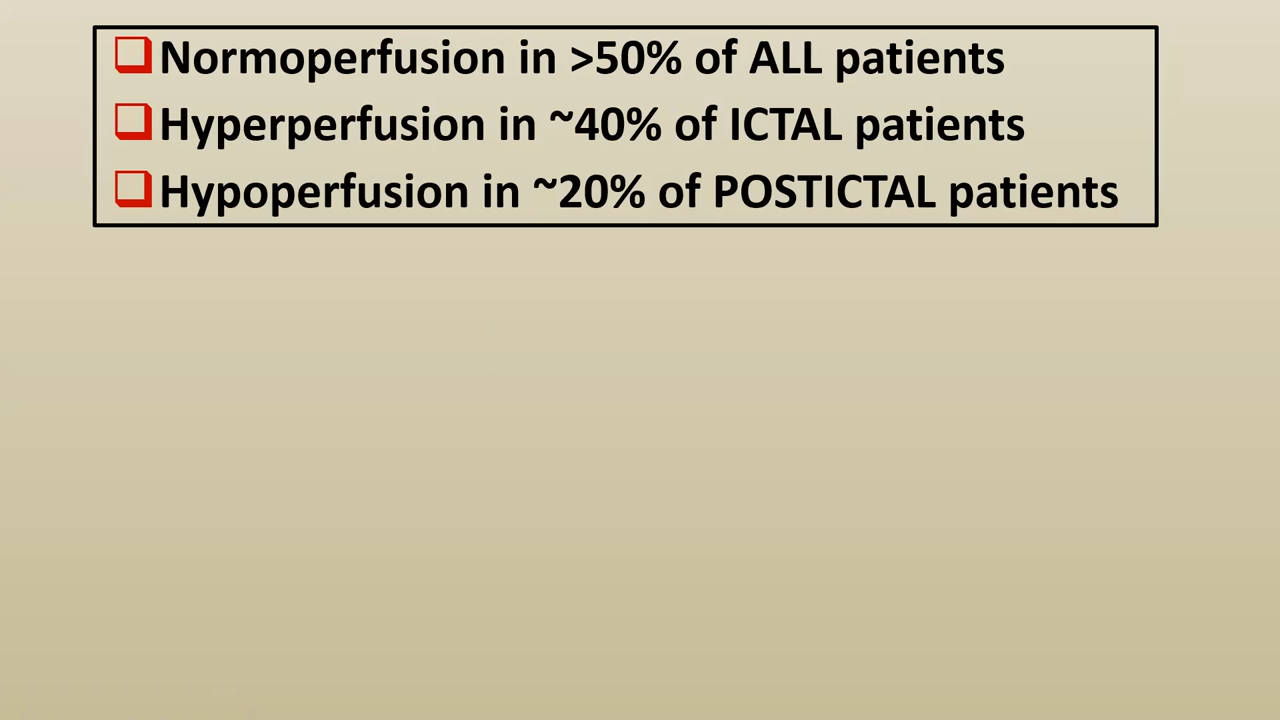 Normoperfusion in >50% of ALL patients
Hyperperfusion in ~40% of ICTAL patients
Hypoperfusion in ~20% of POSTICTAL patients